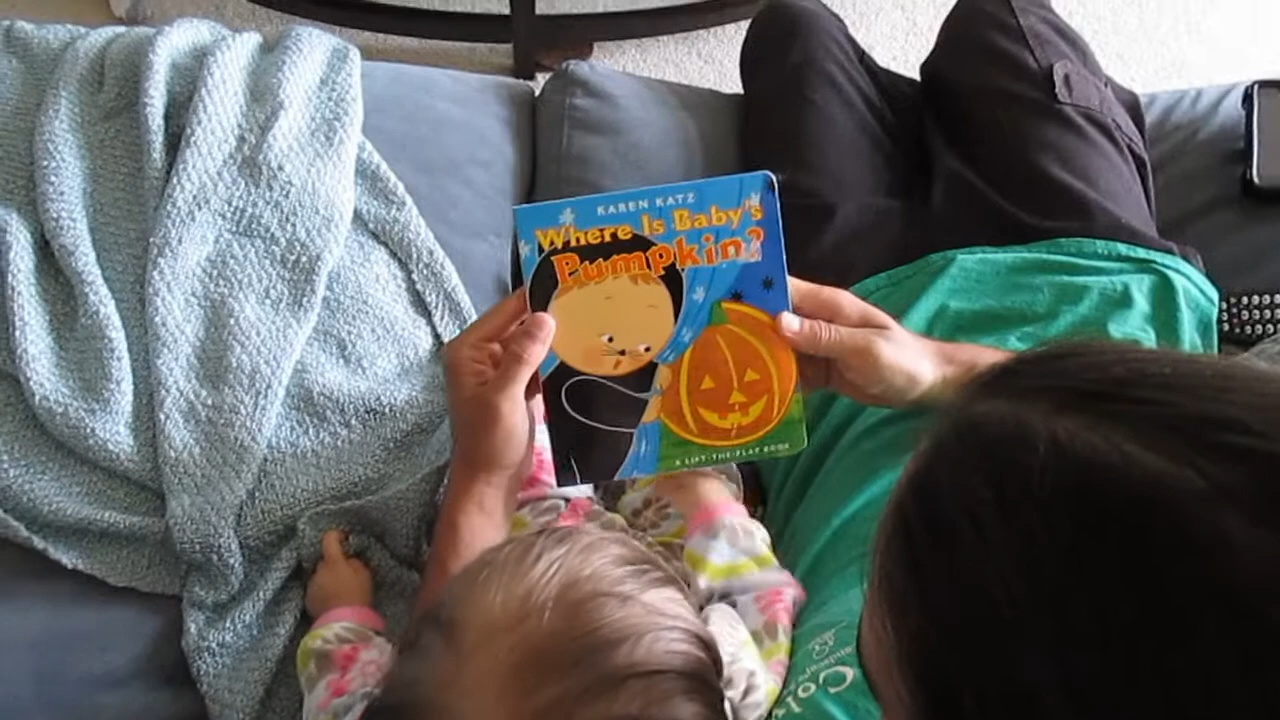 KAREN KATZ
Where Is Baby's
Pumpkin?
A LIFT-THE-FLAP BOOK